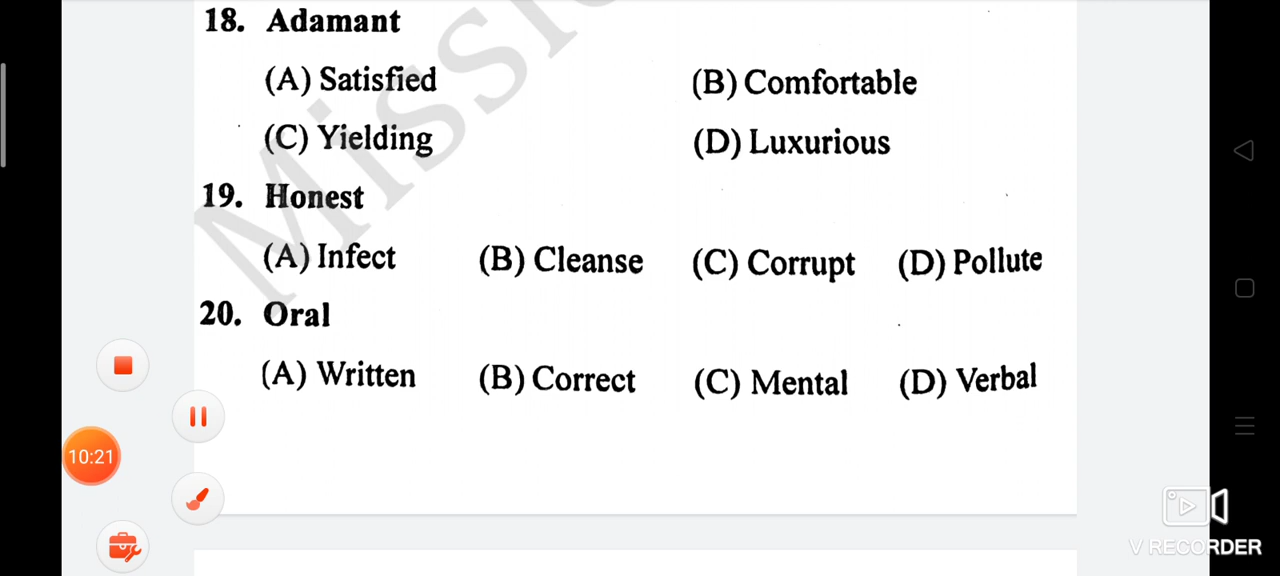 18. Adamant
(A) Satisfied (B) Comfortable
(C) Yielding (D) Luxurious
19. Honest
(A) Infect (B) Cleanse (C) Corrupt (D) Pollute
20. Oral
(A) Written (B) Correct (C) Mental (D) Verbal
10:21
V RECORDER
Missi